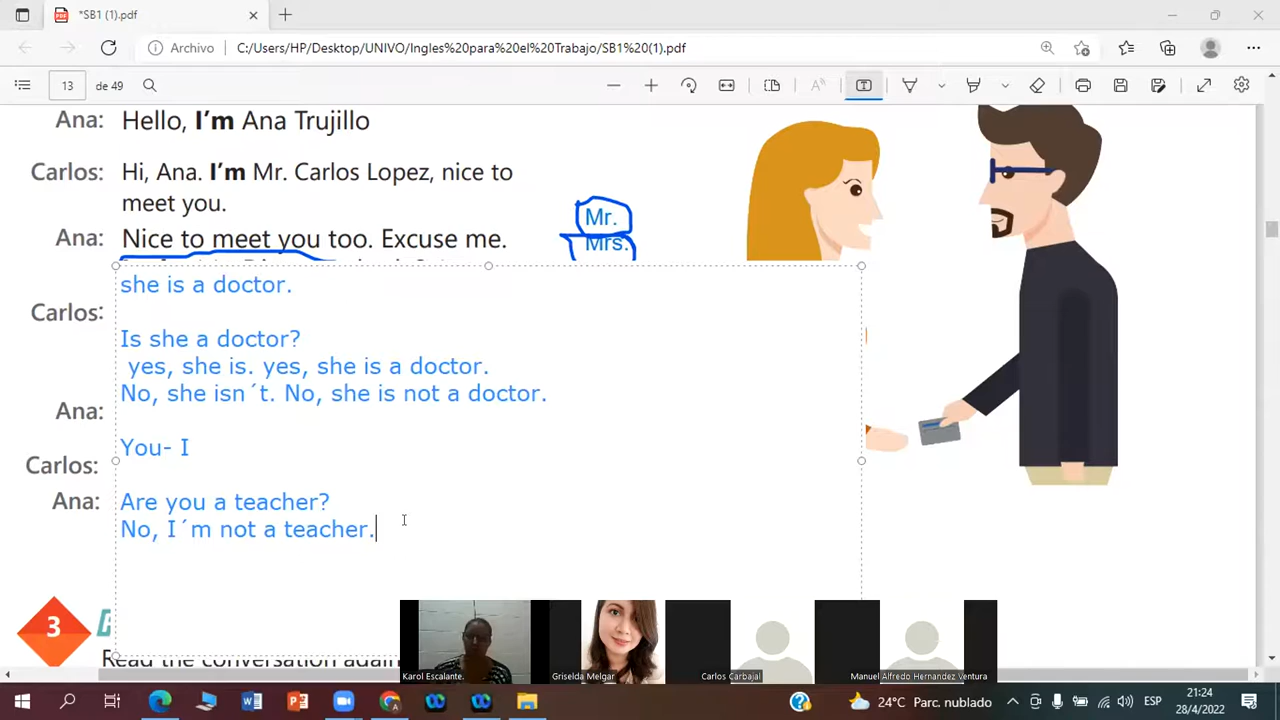 *SB1 (1).pdf
Archivo
C:/Users/HP/Desktop/UNIVO/Ingles%20para%20el%20Trabajo/SB1%20(1).pdf
13 de 49
Ana: Hello, I'm Ana Trujillo
Carlos: Hi, Ana. I'm Mr. Carlos Lopez, nice to
meet you.
Mr.
Ana: Nice to meet you too. Excuse me.
Mrs.
she is a doctor.
Carlos:
Is she a doctor?
yes, she is. yes, she is a doctor.
No, she isn´t. No, she is not a doctor.
Ana:
You- I
Carlos:
Ana: Are you a teacher?
No, I´m not a teacher.
3
Read the conversation again
Karol Escalante.
Griselda Melgar
Carlos Carbajal
Manuel Alfredo Hernandez Ventura
24°C Parc. nublado
ESP
21:24
28/4/2022